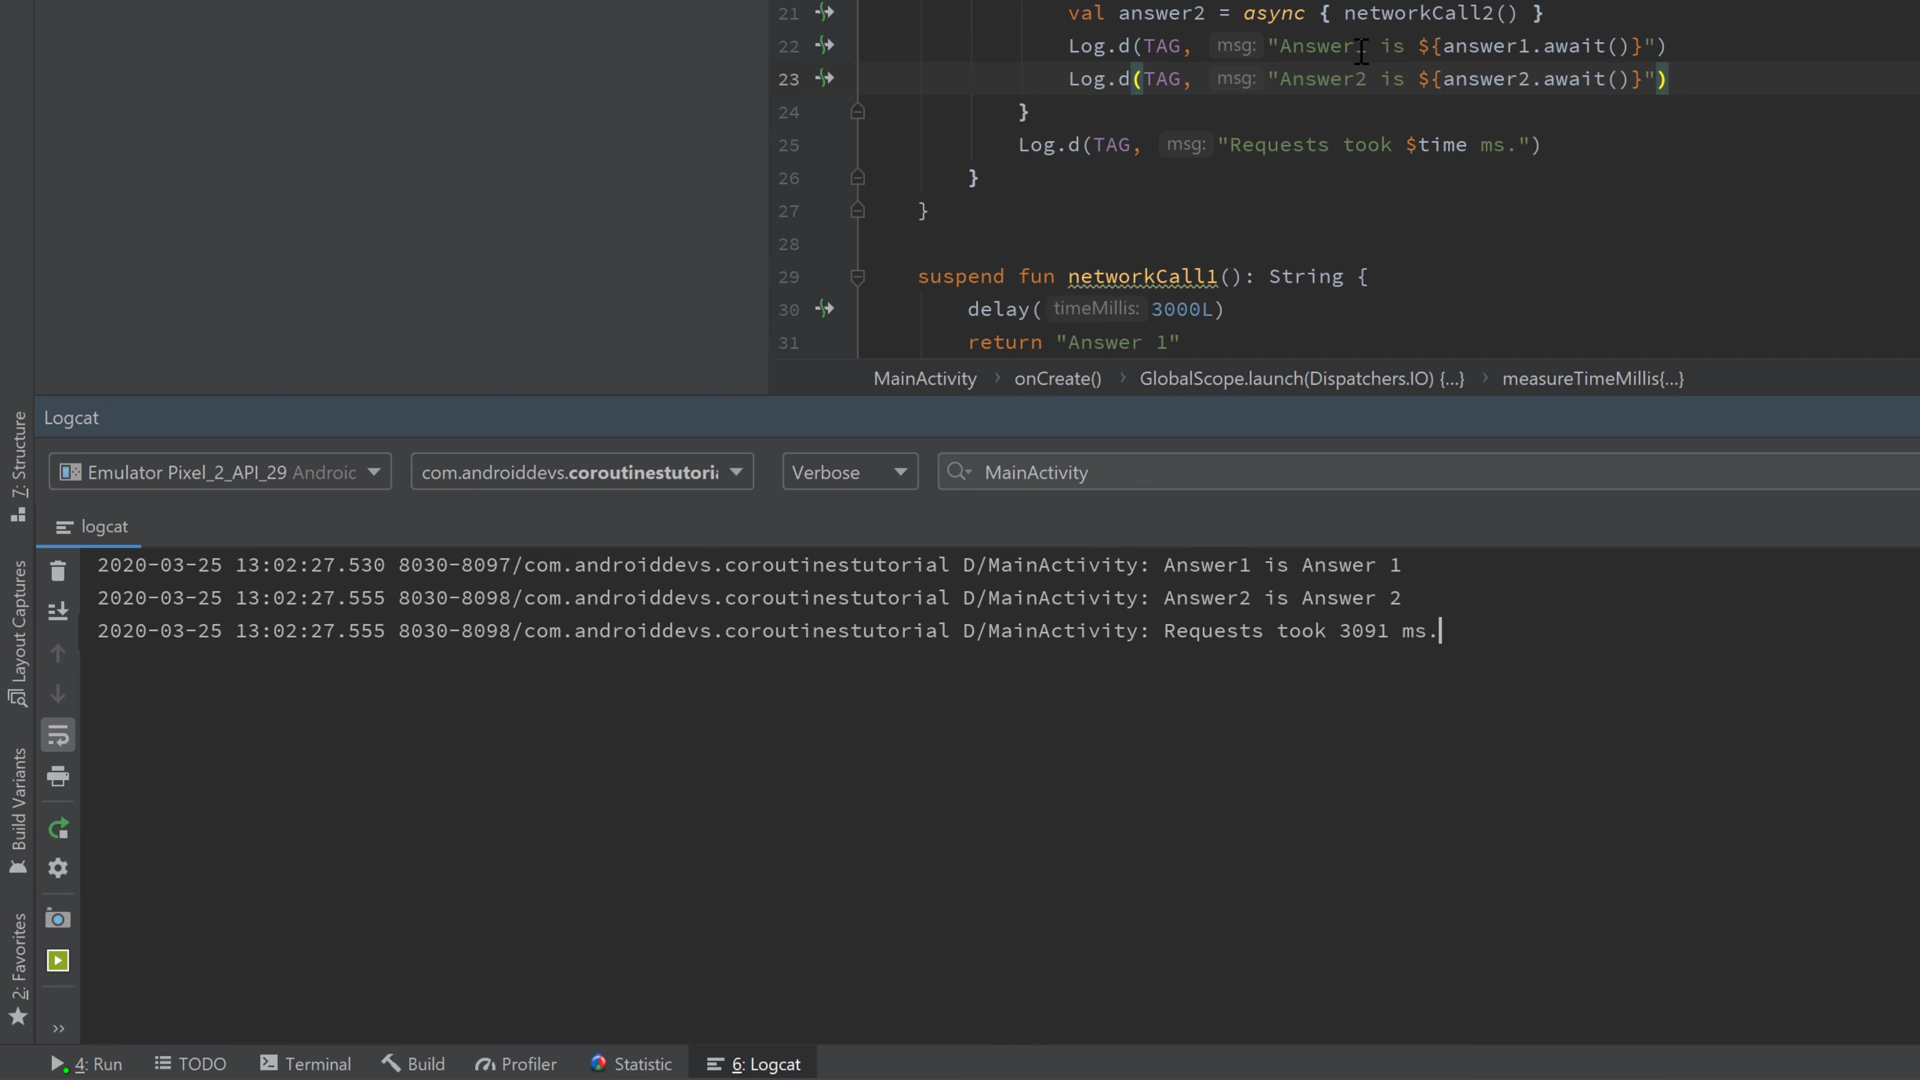 21 val answer2 = async { networkCall2() }
22 Log.d(TAG, msg: "Answer1 is ${answer1.await()}")
23 Log.d(TAG, msg: "Answer2 is ${answer2.await()}")
24 }
25 Log.d(TAG, msg: "Requests took $time ms.")
26 }
27 }
28
29 suspend fun networkCall1(): String {
30 delay( timeMillis: 3000L)
31 return "Answer 1"
MainActivity › onCreate() › GlobalScope.launch(Dispatchers.IO) {...} › measureTimeMillis{...}
Logcat
Emulator Pixel_2_API_29 Androic com.androiddevs.coroutinestutoria Verbose MainActivity
logcat
2020-03-25 13:02:27.530 8030-8097/com.androiddevs.coroutinestutorial D/MainActivity: Answer1 is Answer 1
2020-03-25 13:02:27.555 8030-8098/com.androiddevs.coroutinestutorial D/MainActivity: Answer2 is Answer 2
2020-03-25 13:02:27.555 8030-8098/com.androiddevs.coroutinestutorial D/MainActivity: Requests took 3091 ms.
7: Structure
Layout Captures
Build Variants
2: Favorites
4: Run TODO Terminal Build Profiler Statistic 6: Logcat